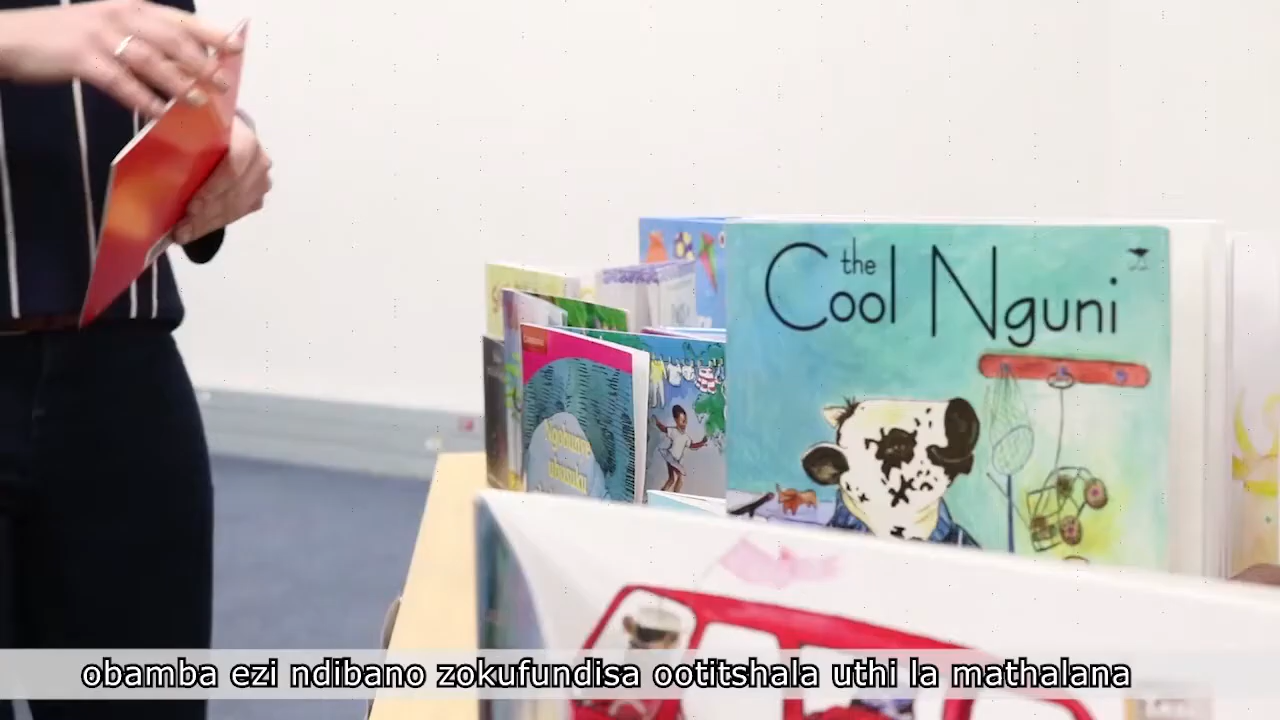 the
Cool Nguni
obamba ezi ndibano zokufundisa ootitshala uthi la mathalana